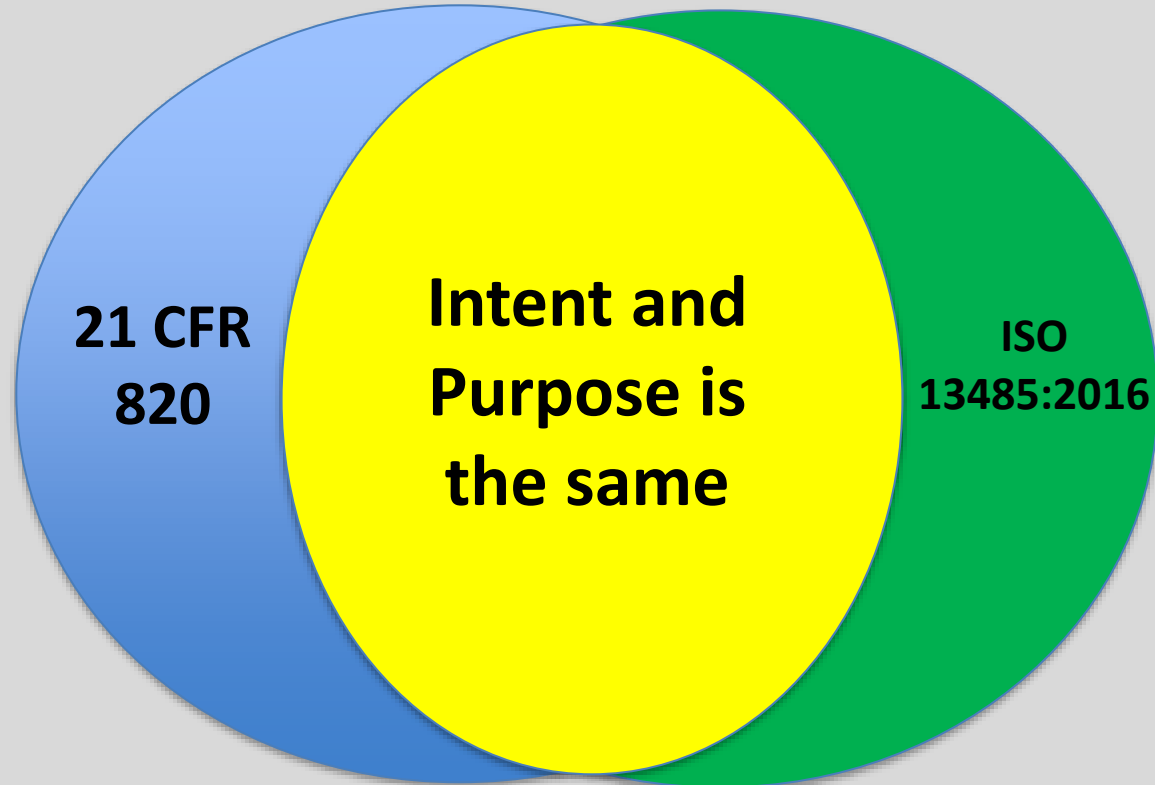 21 CFR
820
Intent and
Purpose is
the same
ISO
13485:2016